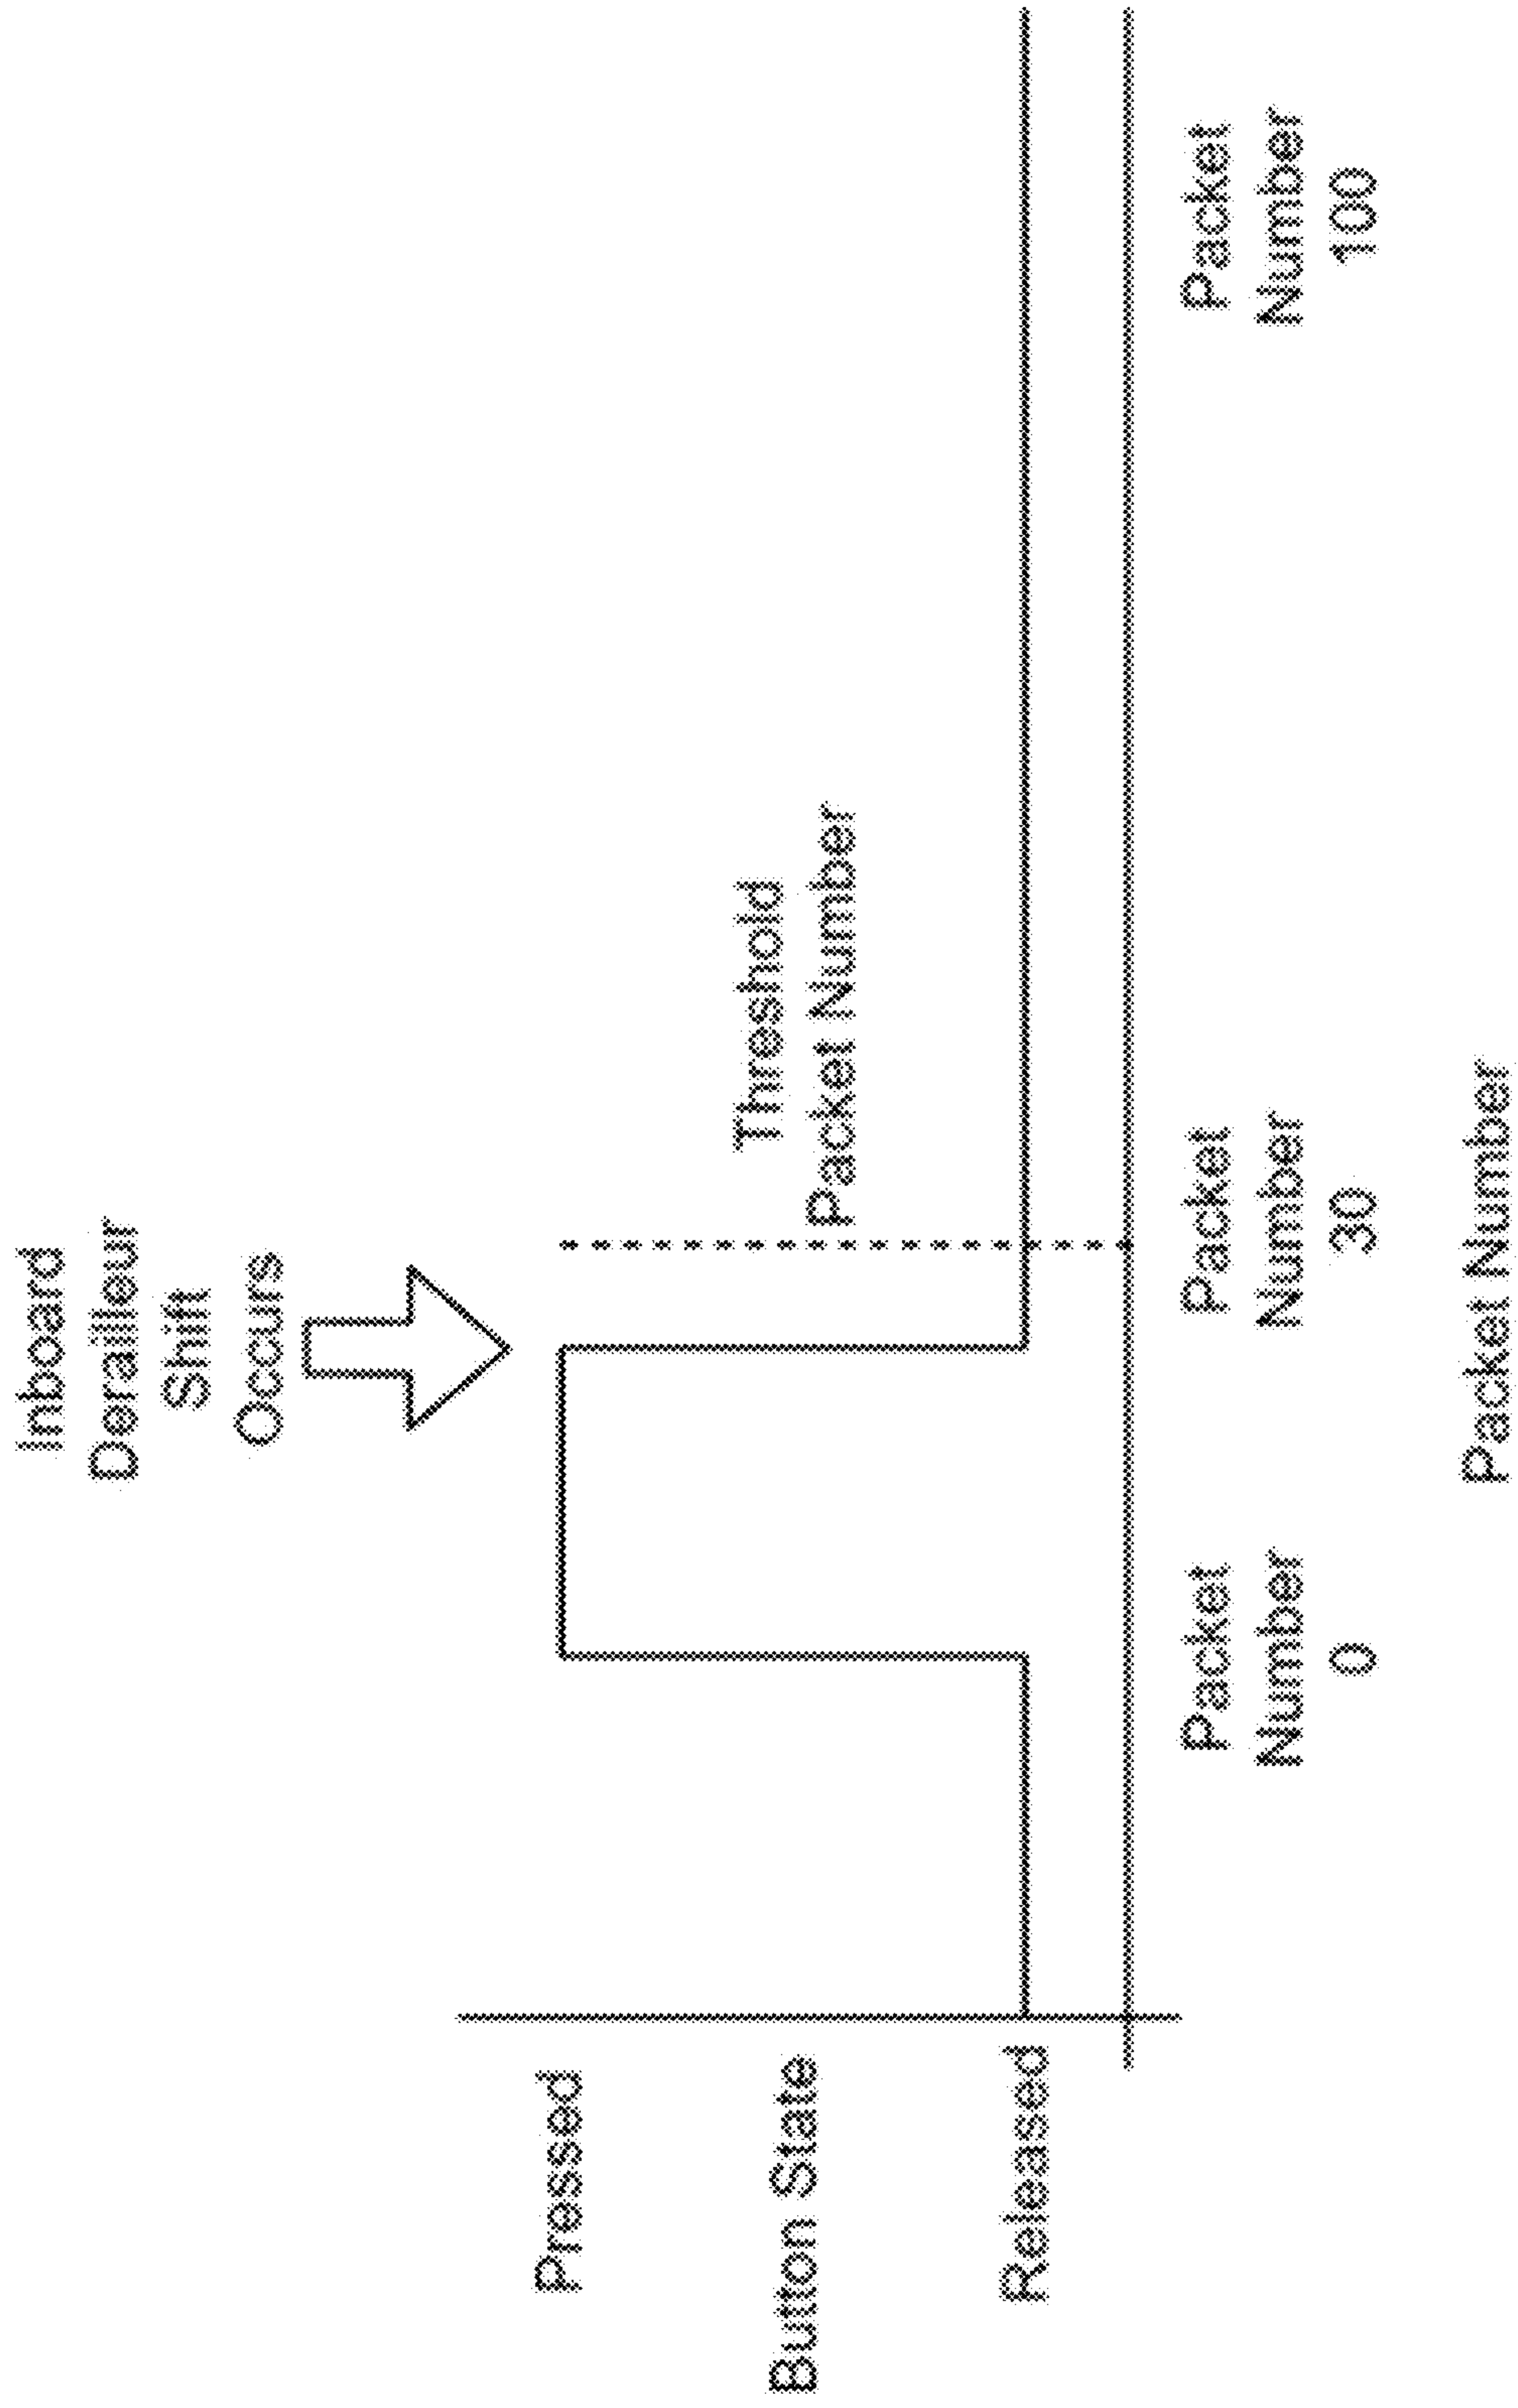 Inboard
Derailleur
Shift
Occurs
Pressed
Threshold
Packet Number
Button State
Released
Packet
Number
0
Packet
Number
30
Packet
Number
100
Packet Number